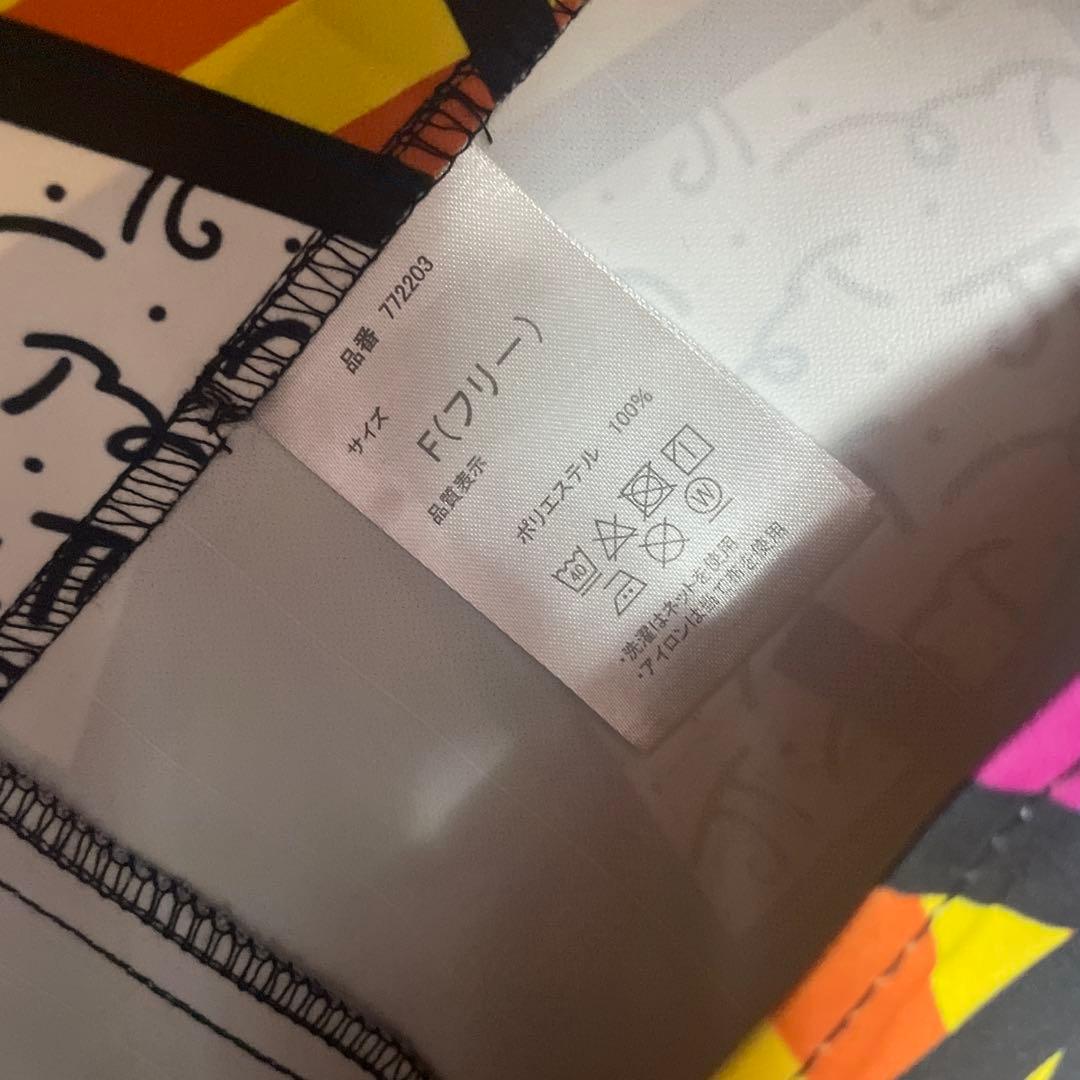 品番 772203
サイズ
F(フリー)
品質表示
ポリエステル 100%
40
W
・洗濯はネットを使用
・アイロンは当て布を使用